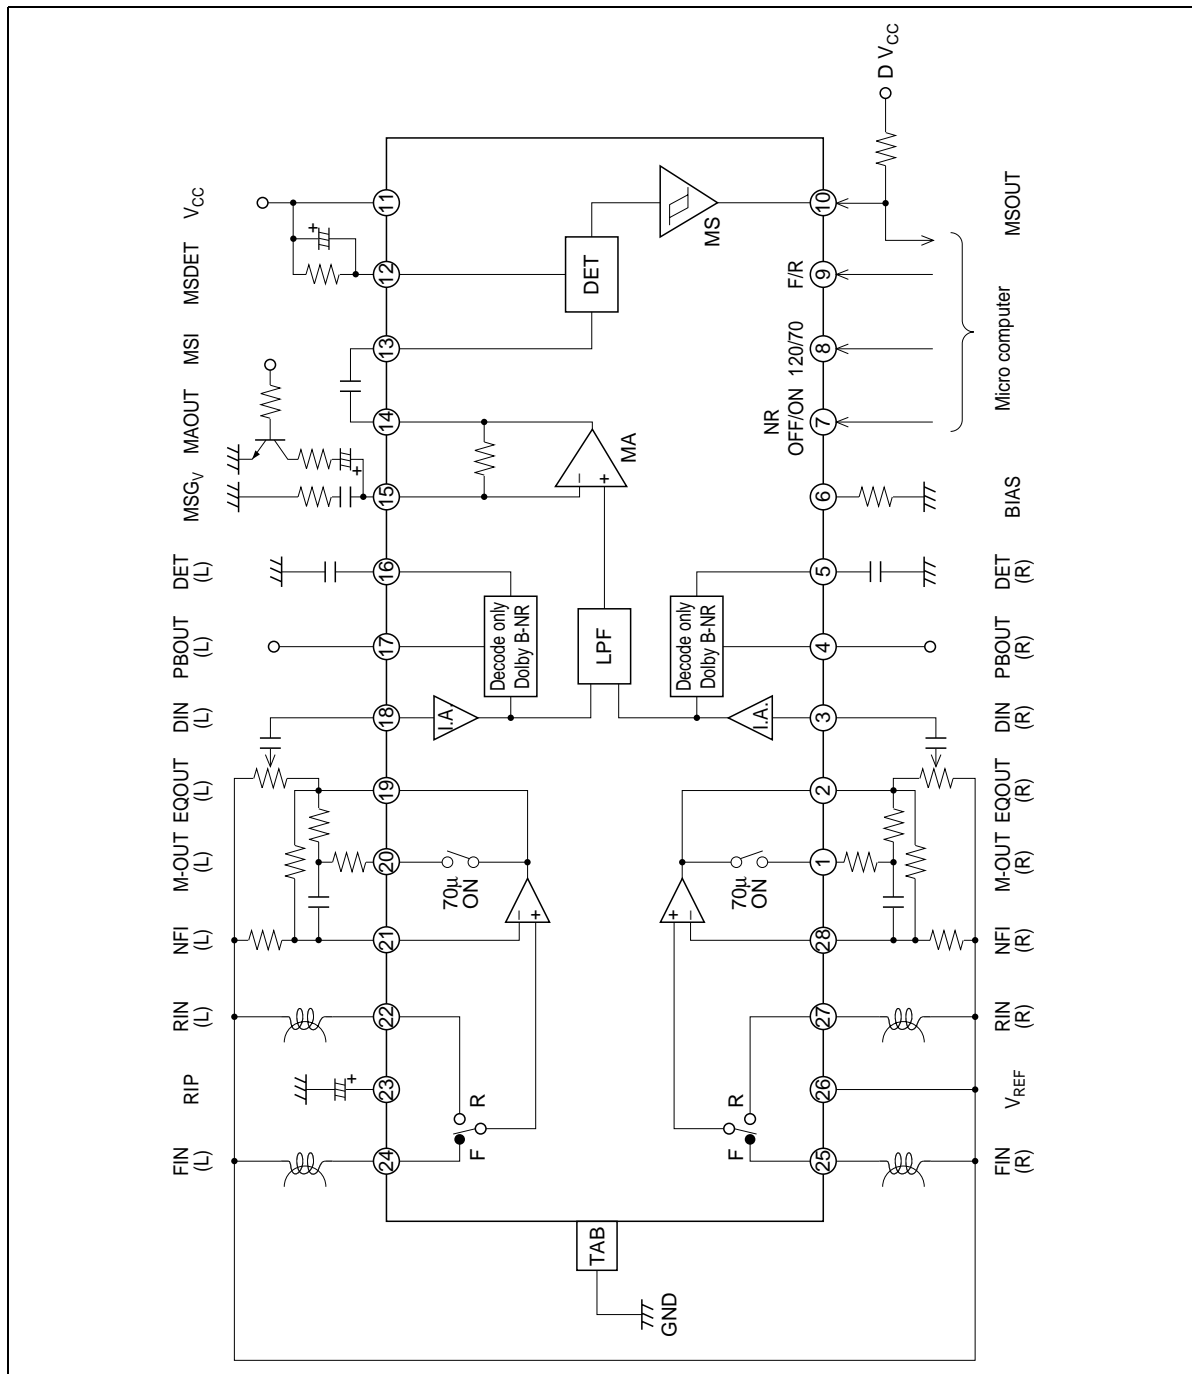 FIN (L)
RIP
RIN (L)
NFI (L)
M-OUT (L)
EQOUT (L)
DIN (L)
PBOUT (L)
DET (L)
MSGV
MAOUT
MSI
MSDET
VCC
+
+
+
24
23
22
21
20
19
18
17
16
15
14
13
12
11
F
R
70μ ON
− +
I.A.
Decode only Dolby B-NR
− +
MA
DET
MS
TAB
GND
LPF
F
R
+ −
70μ ON
I.A.
Decode only Dolby B-NR
NR OFF/ON
120/70
F/R
25
26
27
28
1
2
3
4
5
6
7
8
9
10
D VCC
Micro computer
FIN (R)
VREF
RIN (R)
NFI (R)
M-OUT (R)
EQOUT (R)
DIN (R)
PBOUT (R)
DET (R)
BIAS
MSOUT